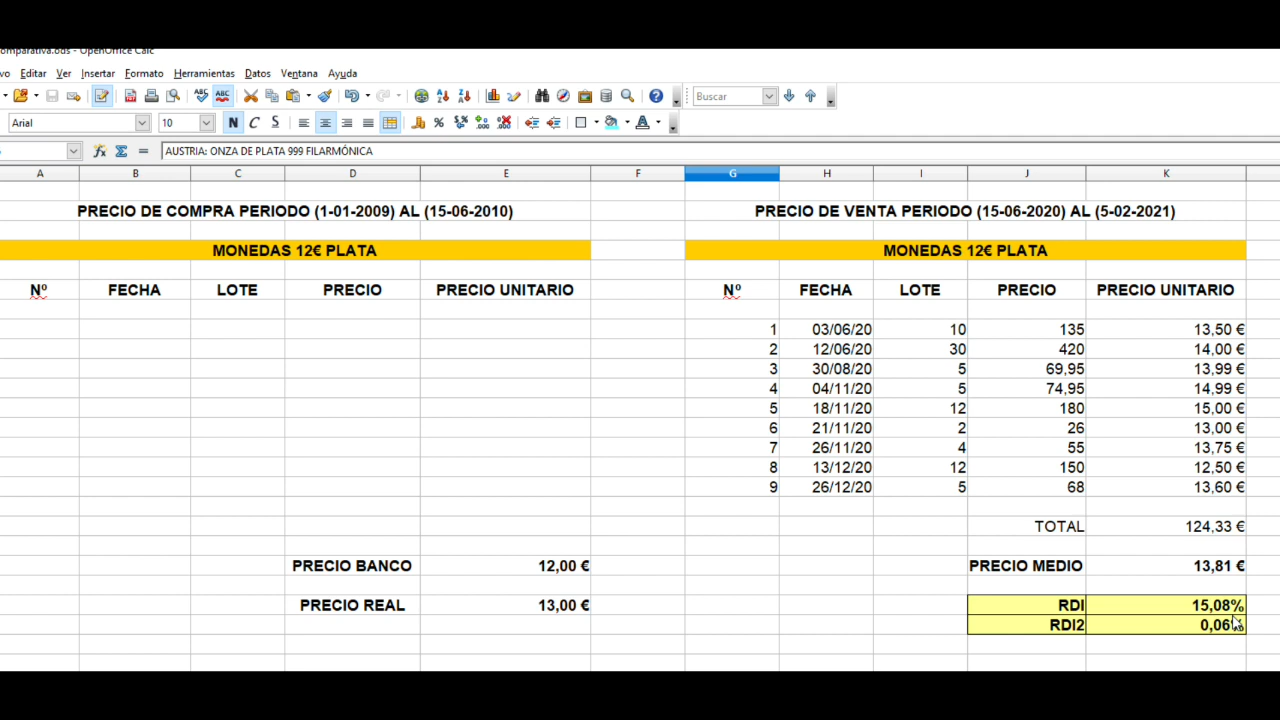 omparativa.ods - OpenOffice Calc
vo Editar Ver Insertar Formato Herramientas Datos Ventana Ayuda
Buscar
Arial 10 N C S
AUSTRIA: ONZA DE PLATA 999 FILARMÓNICA
A B C D E F G H I J K
PRECIO DE COMPRA PERIODO (1-01-2009) AL (15-06-2010) PRECIO DE VENTA PERIODO (15-06-2020) AL (5-02-2021)
MONEDAS 12€ PLATA MONEDAS 12€ PLATA
Nº FECHA LOTE PRECIO PRECIO UNITARIO Nº FECHA LOTE PRECIO PRECIO UNITARIO
1 03/06/20 10 135 13,50 €
2 12/06/20 30 420 14,00 €
3 30/08/20 5 69,95 13,99 €
4 04/11/20 5 74,95 14,99 €
5 18/11/20 12 180 15,00 €
6 21/11/20 2 26 13,00 €
7 26/11/20 4 55 13,75 €
8 13/12/20 12 150 12,50 €
9 26/12/20 5 68 13,60 €
TOTAL 124,33 €
PRECIO BANCO 12,00 € PRECIO MEDIO 13,81 €
PRECIO REAL 13,00 € RDI 15,08%
RDI2 0,06%